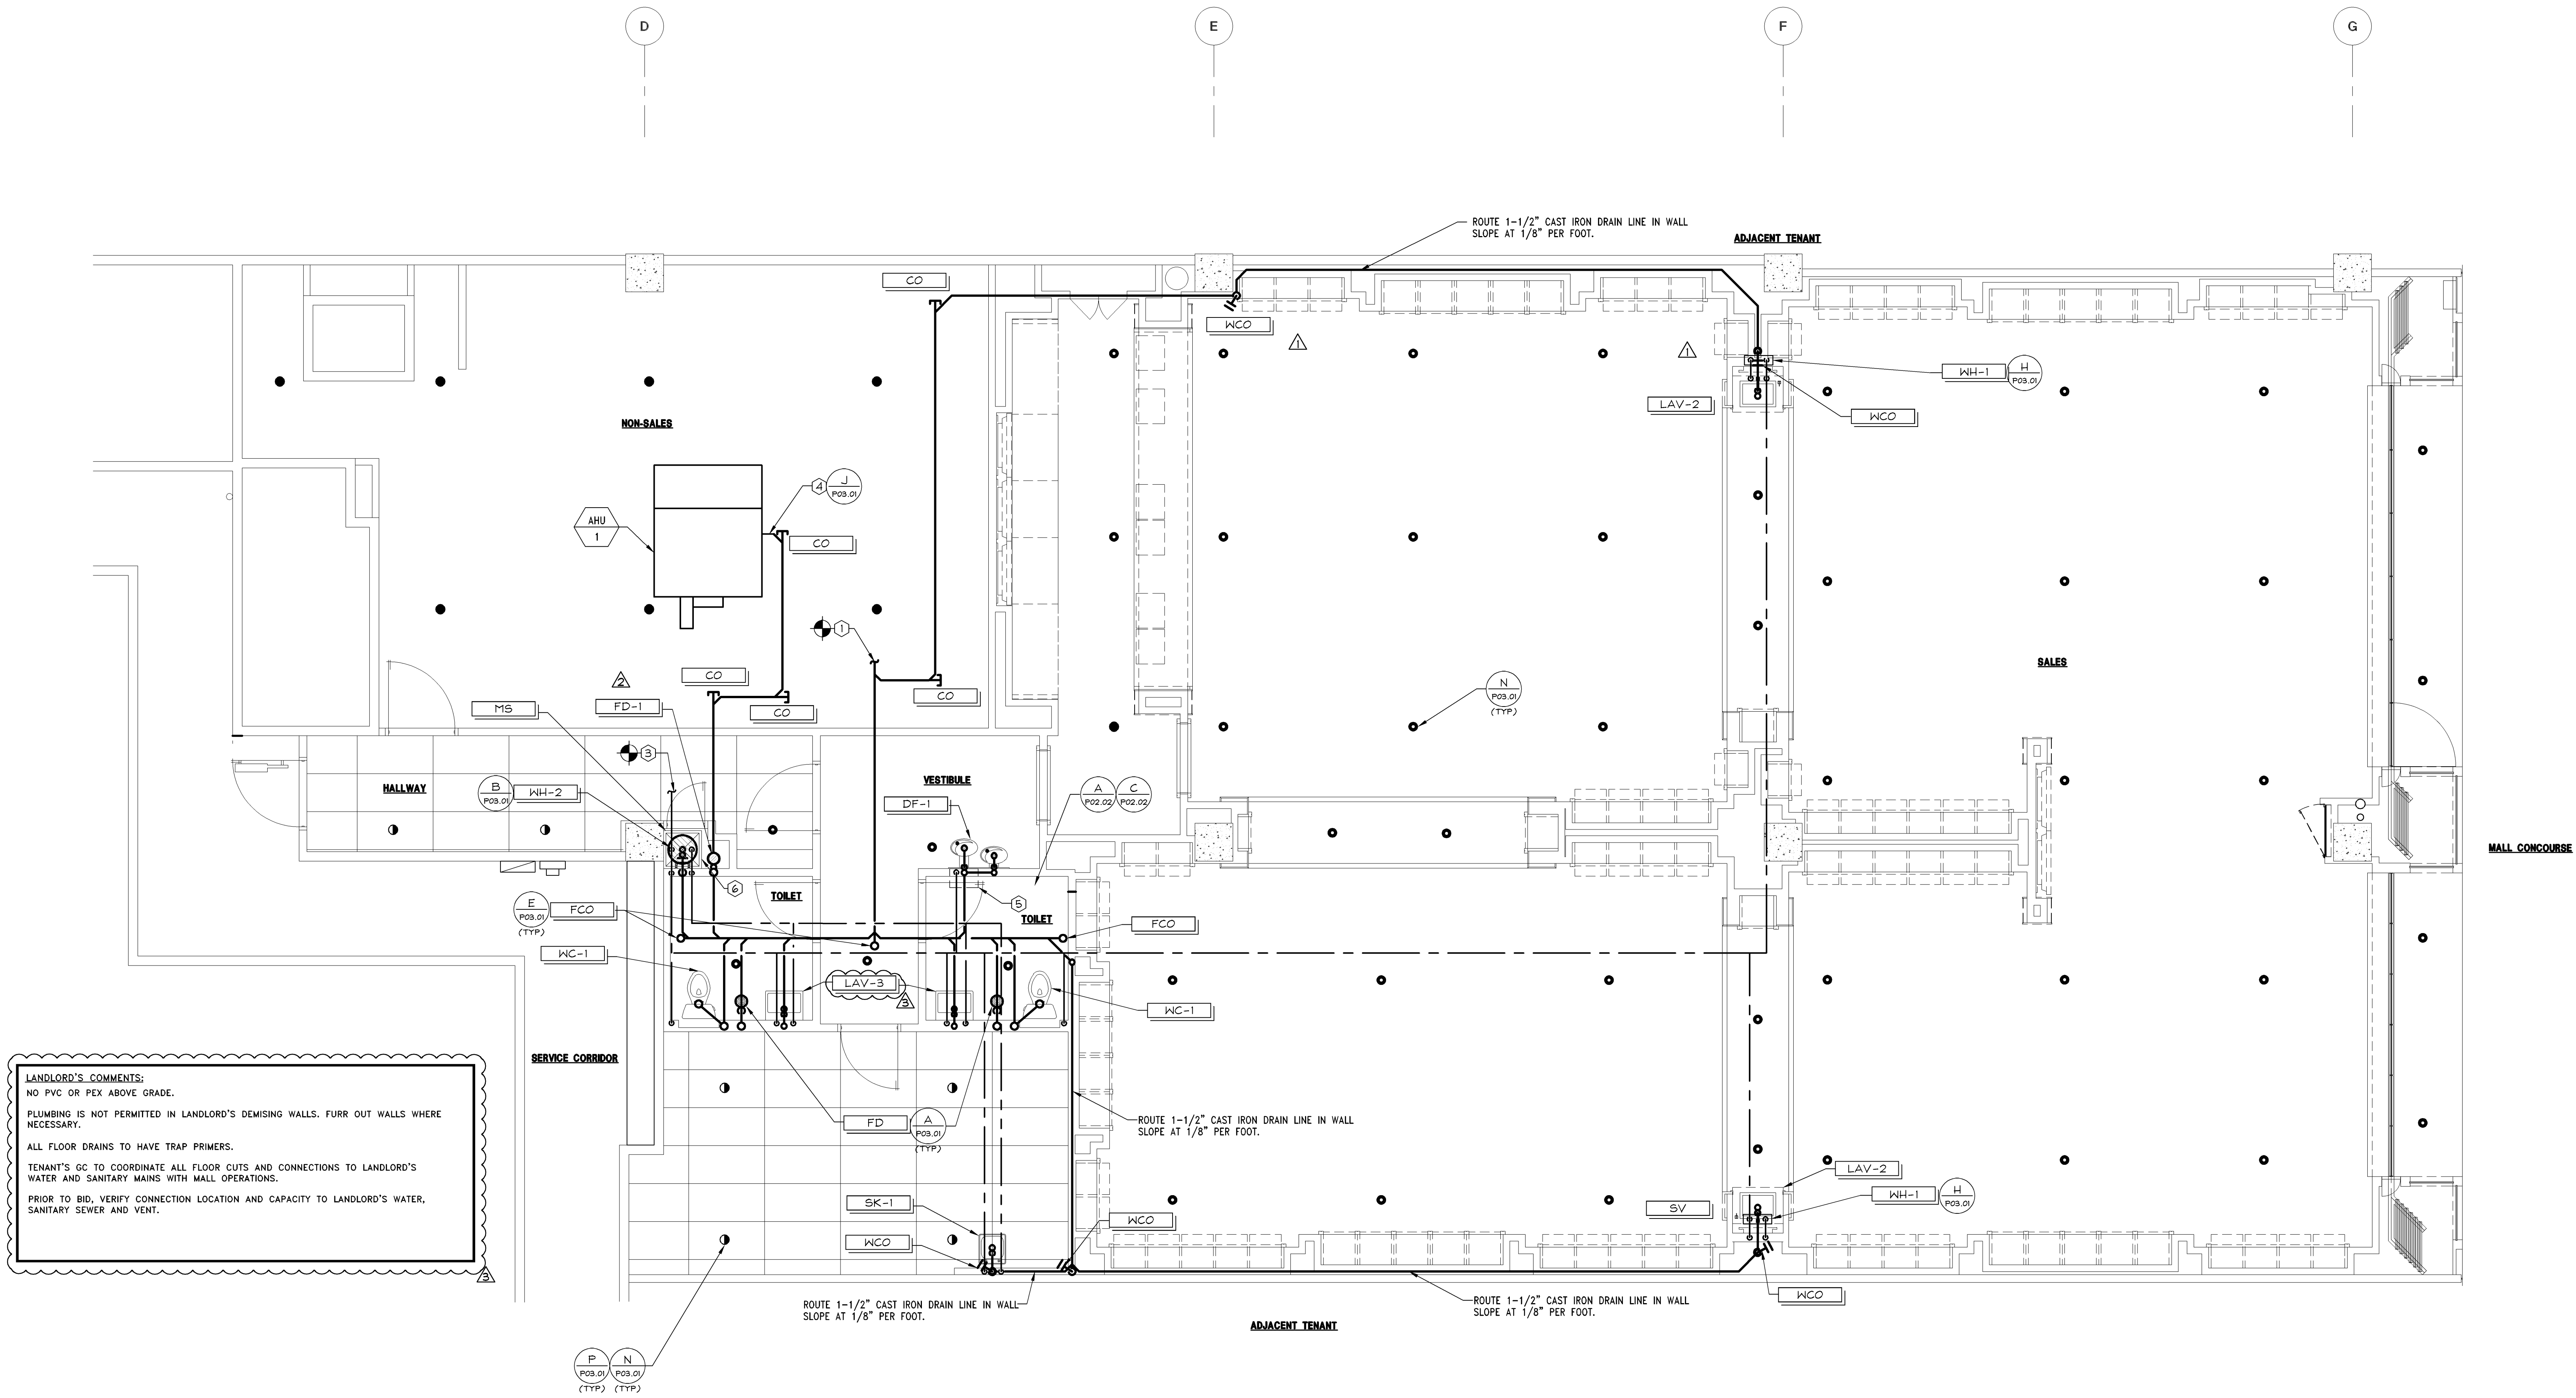 D
E
F
G
ROUTE 1-1/2" CAST IRON DRAIN LINE IN WALL
SLOPE AT 1/8" PER FOOT.
ADJACENT TENANT
CO
WCO
1
1
WH-1
H
P03.01
LAV-2
WCO
NON-SALES
4
J
P03.01
AHU
1
CO
1
SALES
CO
2
CO
N
P03.01
(TYP)
MS
FD-1
CO
3
HALLWAY
B
P03.01
WH-2
VESTIBULE
A
P02.02
C
P02.02
DF-1
MALL CONCOURSE
6
TOILET
5
TOILET
E
P03.01
(TYP)
FCO
FCO
WC-1
LAV-3
3
WC-1
SERVICE CORRIDOR
LANDLORD'S COMMENTS:
NO PVC OR PEX ABOVE GRADE.
PLUMBING IS NOT PERMITTED IN LANDLORD'S DEMISING WALLS. FURR OUT WALLS WHERE
NECESSARY.
ALL FLOOR DRAINS TO HAVE TRAP PRIMERS.
TENANT'S GC TO COORDINATE ALL FLOOR CUTS AND CONNECTIONS TO LANDLORD'S
WATER AND SANITARY MAINS WITH MALL OPERATIONS.
PRIOR TO BID, VERIFY CONNECTION LOCATION AND CAPACITY TO LANDLORD'S WATER,
SANITARY SEWER AND VENT.
3
FD
A
P03.01
(TYP)
ROUTE 1-1/2" CAST IRON DRAIN LINE IN WALL
SLOPE AT 1/8" PER FOOT.
LAV-2
SK-1
SV
WH-1
H
P03.01
WCO
WCO
WCO
ROUTE 1-1/2" CAST IRON DRAIN LINE IN WALL
SLOPE AT 1/8" PER FOOT.
ROUTE 1-1/2" CAST IRON DRAIN LINE IN WALL
SLOPE AT 1/8" PER FOOT.
ADJACENT TENANT
P
P03.01
(TYP)
N
P03.01
(TYP)